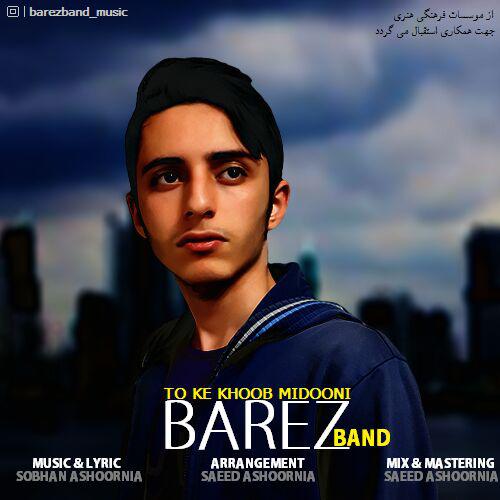 barezband_music
از موسسات فرهنگی هنری
جهت همکاری استقبال می گردد
TO KE KHOOB MIDOONI
BAREZ BAND
MUSIC & LYRIC
SOBHAN ASHOORNIA
ARRANGEMENT
SAEED ASHOORNIA
MIX & MASTERING
SAEED ASHOORNIA